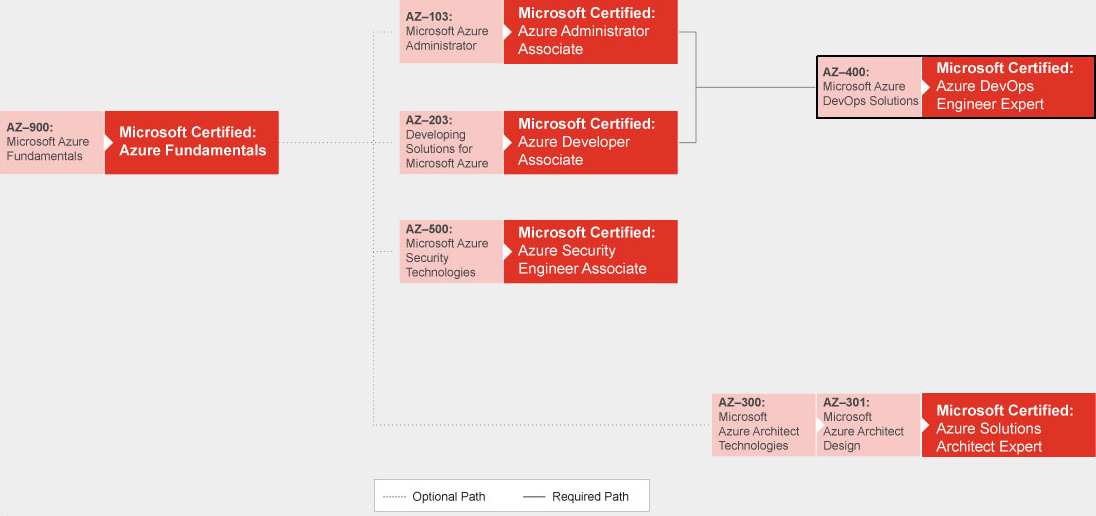 AZ–900:
Microsoft Azure
Fundamentals
Microsoft Certified:
Azure Fundamentals
AZ–103:
Microsoft Azure
Administrator
Microsoft Certified:
Azure Administrator
Associate
AZ–203:
Developing
Solutions for
Microsoft Azure
Microsoft Certified:
Azure Developer
Associate
AZ–500:
Microsoft Azure
Security
Technologies
Microsoft Certified:
Azure Security
Engineer Associate
AZ–400:
Microsoft Azure
DevOps Solutions
Microsoft Certified:
Azure DevOps
Engineer Expert
AZ–300:
Microsoft
Azure Architect
Technologies
AZ–301:
Microsoft
Azure Architect
Design
Microsoft Certified:
Azure Solutions
Architect Expert
Optional Path
Required Path